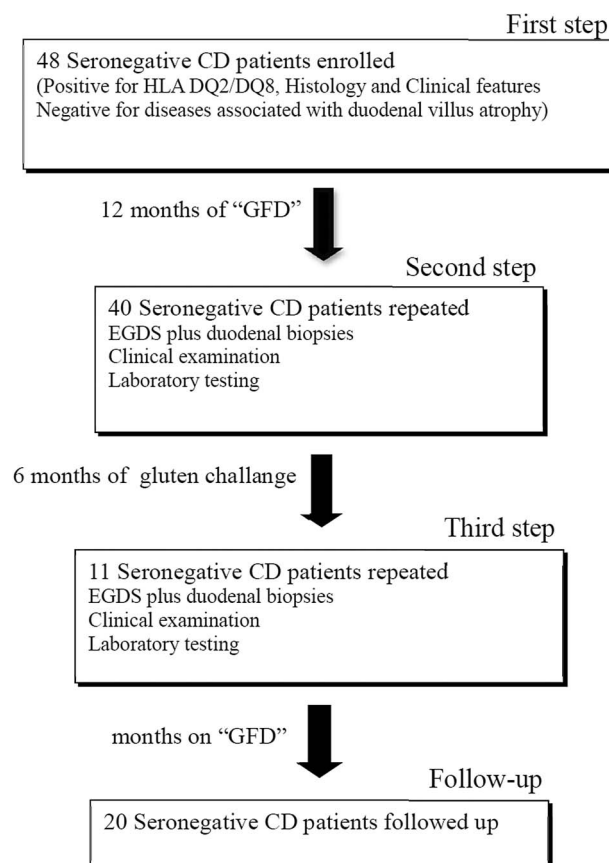 First step
48 Seronegative CD patients enrolled
(Positive for HLA DQ2/DQ8, Histology and Clinical features
Negative for diseases associated with duodenal villus atrophy)
12 months of “GFD”
Second step
40 Seronegative CD patients repeated
EGDS plus duodenal biopsies
Clinical examination
Laboratory testing
6 months of gluten challange
Third step
11 Seronegative CD patients repeated
EGDS plus duodenal biopsies
Clinical examination
Laboratory testing
months on “GFD”
Follow-up
20 Seronegative CD patients followed up